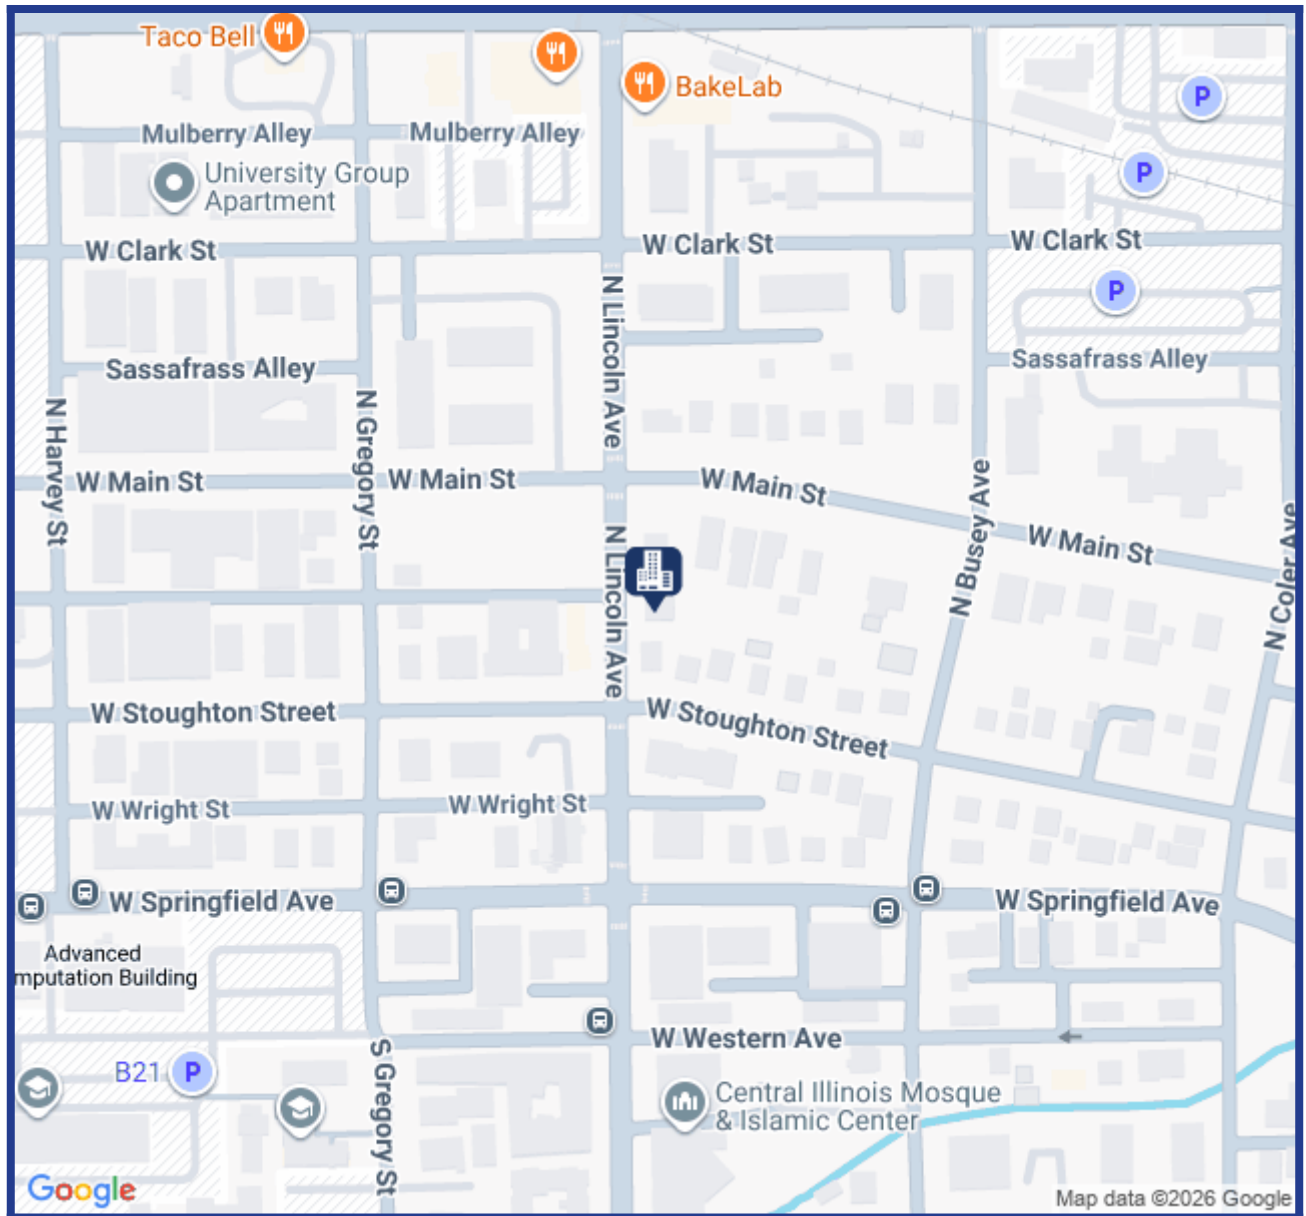 Taco Bell
BakeLab
P
Mulberry Alley
Mulberry Alley
P
University Group
Apartment
W Clark St
W Clark St
W Clark St
P
N Lincoln Ave
Sassafrass Alley
Sassafrass Alley
N Harvey St
N Gregory St
W Main St
W Main St
W Main St
W Main St
N Busey Ave
N Coler Ave
N Lincoln Ave
W Stoughton Street
W Stoughton Street
W Wright St
W Wright St
W Springfield Ave
W Springfield Ave
Advanced
mputation Building
W Western Ave
S Gregory St
B21
P
Central Illinois Mosque
& Islamic Center
Google
Map data ©2026 Google